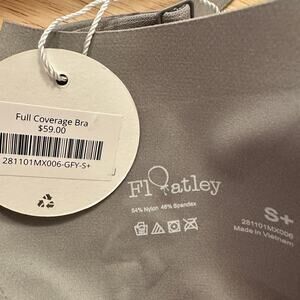 Full Coverage Bra
$59.00
281101MX006-GFY-S+
Floatley
54% Nylon 46% Spandex
S+
281101MX006
Made in Vietnam